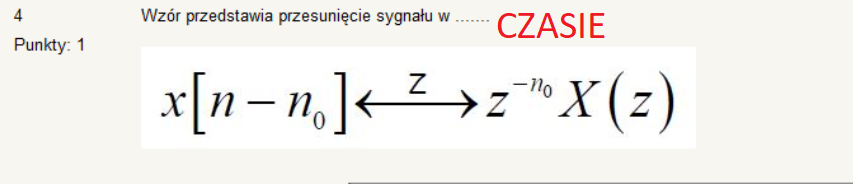 4
Punkty: 1
Wzór przedstawia przesunięcie sygnału w ....... CZASIE
x[n − n₀] ⟷ᶻ z⁻ⁿ⁰ X(z)